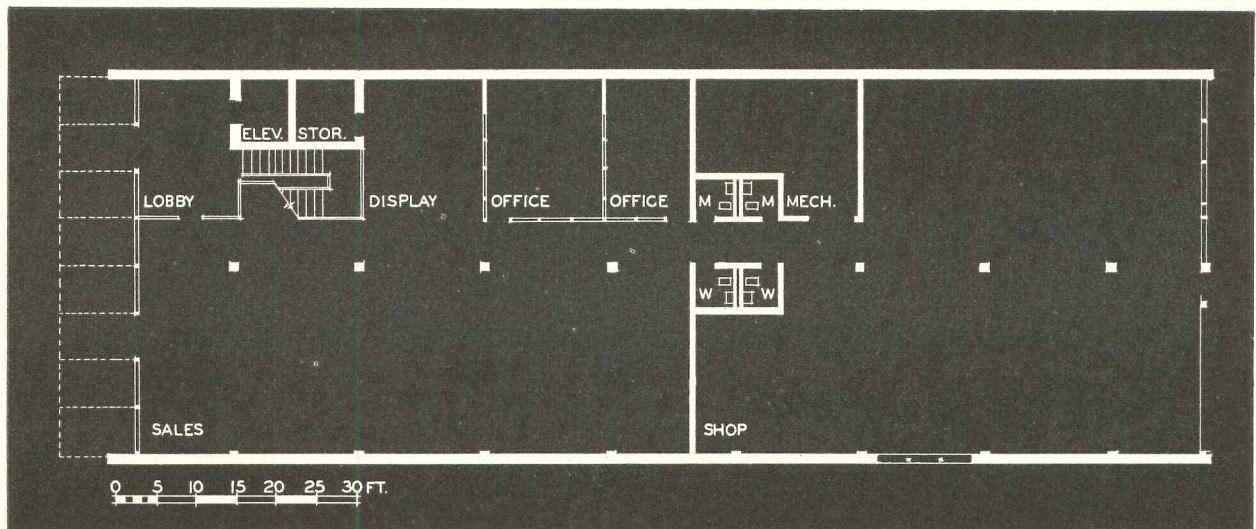 ELEV. STOR.
LOBBY DISPLAY OFFICE OFFICE M M MECH.
W W
SALES SHOP
0 5 10 15 20 25 30 FT.